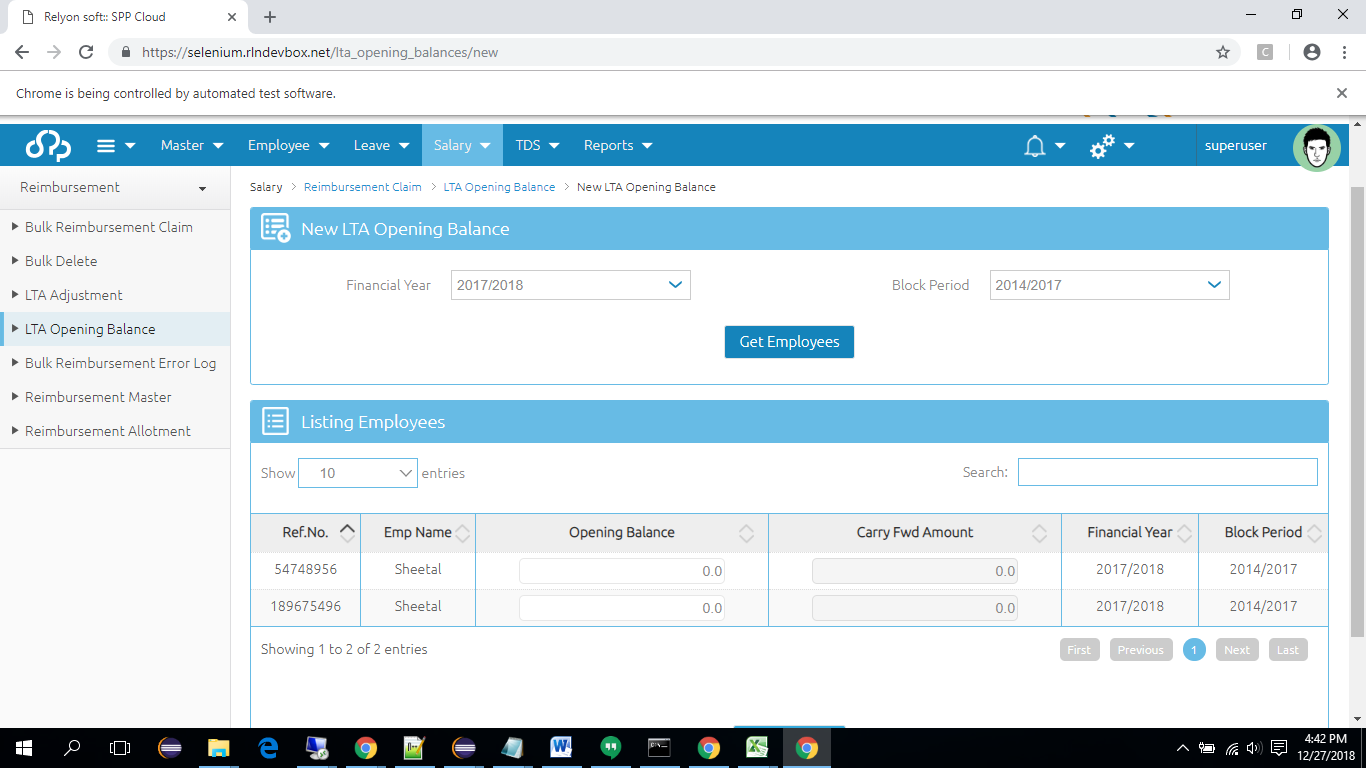 Relyon soft:: SPP Cloud
https://selenium.rlndevbox.net/lta_opening_balances/new
C
Chrome is being controlled by automated test software.
Spp Master Employee Leave Salary TDS Reports superuser
Reimbursement
Bulk Reimbursement Claim
Bulk Delete
LTA Adjustment
LTA Opening Balance
Bulk Reimbursement Error Log
Reimbursement Master
Reimbursement Allotment
Salary > Reimbursement Claim > LTA Opening Balance > New LTA Opening Balance
New LTA Opening Balance
Financial Year 2017/2018 Block Period 2014/2017
Get Employees
Listing Employees
Show 10 entries Search:
Ref.No. Emp Name Opening Balance Carry Fwd Amount Financial Year Block Period
54748956 Sheetal 0.0 0.0 2017/2018 2014/2017
189675496 Sheetal 0.0 0.0 2017/2018 2014/2017
Showing 1 to 2 of 2 entries First Previous 1 Next Last
4:42 PM
12/27/2018